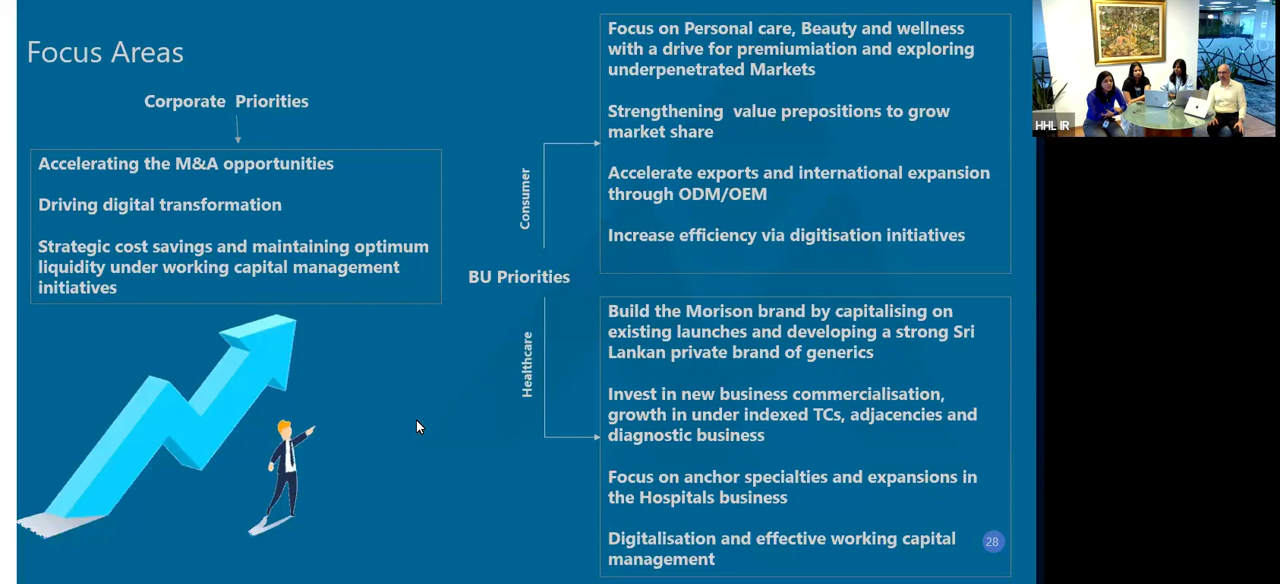 Focus Areas
Corporate Priorities
Accelerating the M&A opportunities
Driving digital transformation
Strategic cost savings and maintaining optimum
liquidity under working capital management
initiatives
BU Priorities
Consumer
Focus on Personal care, Beauty and wellness
with a drive for premiumiation and exploring
underpenetrated Markets
Strengthening value prepositions to grow
market share
Accelerate exports and international expansion
through ODM/OEM
Increase efficiency via digitisation initiatives
Healthcare
Build the Morison brand by capitalising on
existing launches and developing a strong Sri
Lankan private brand of generics
Invest in new business commercialisation,
growth in under indexed TCs, adjacencies and
diagnostic business
Focus on anchor specialties and expansions in
the Hospitals business
Digitalisation and effective working capital
management
28
HHL IR